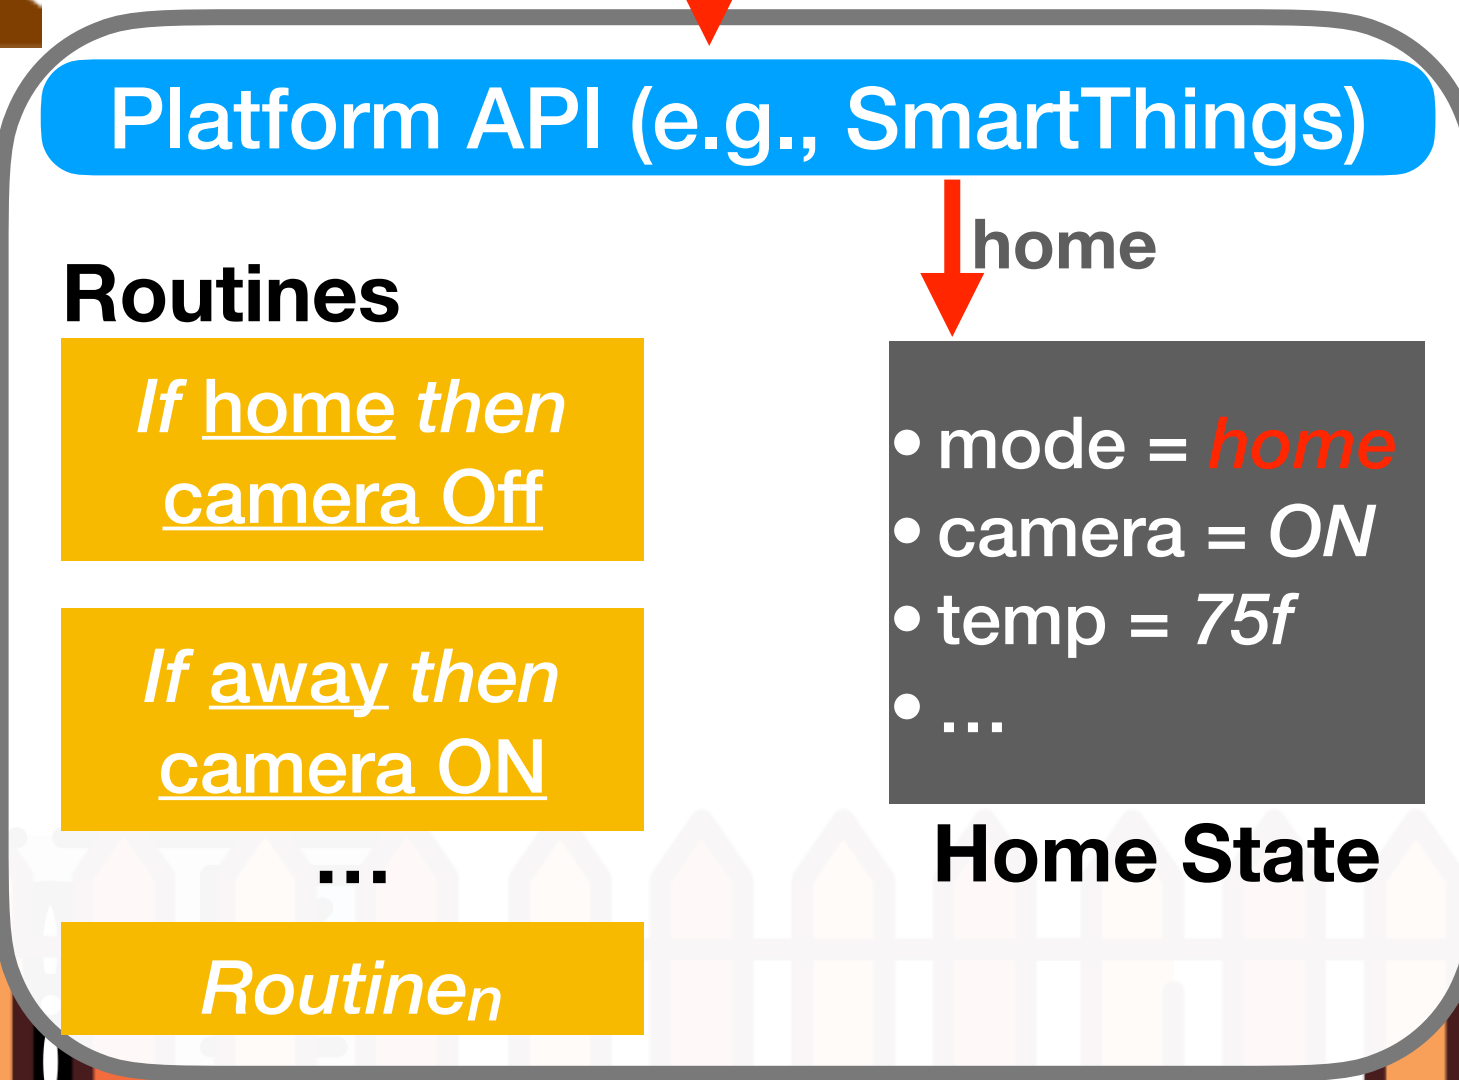 Platform API (e.g., SmartThings)
home
Routines
If home then
camera Off
If away then
camera ON
...
Routinen
• mode = home
• camera = ON
• temp = 75f
• ...
Home State